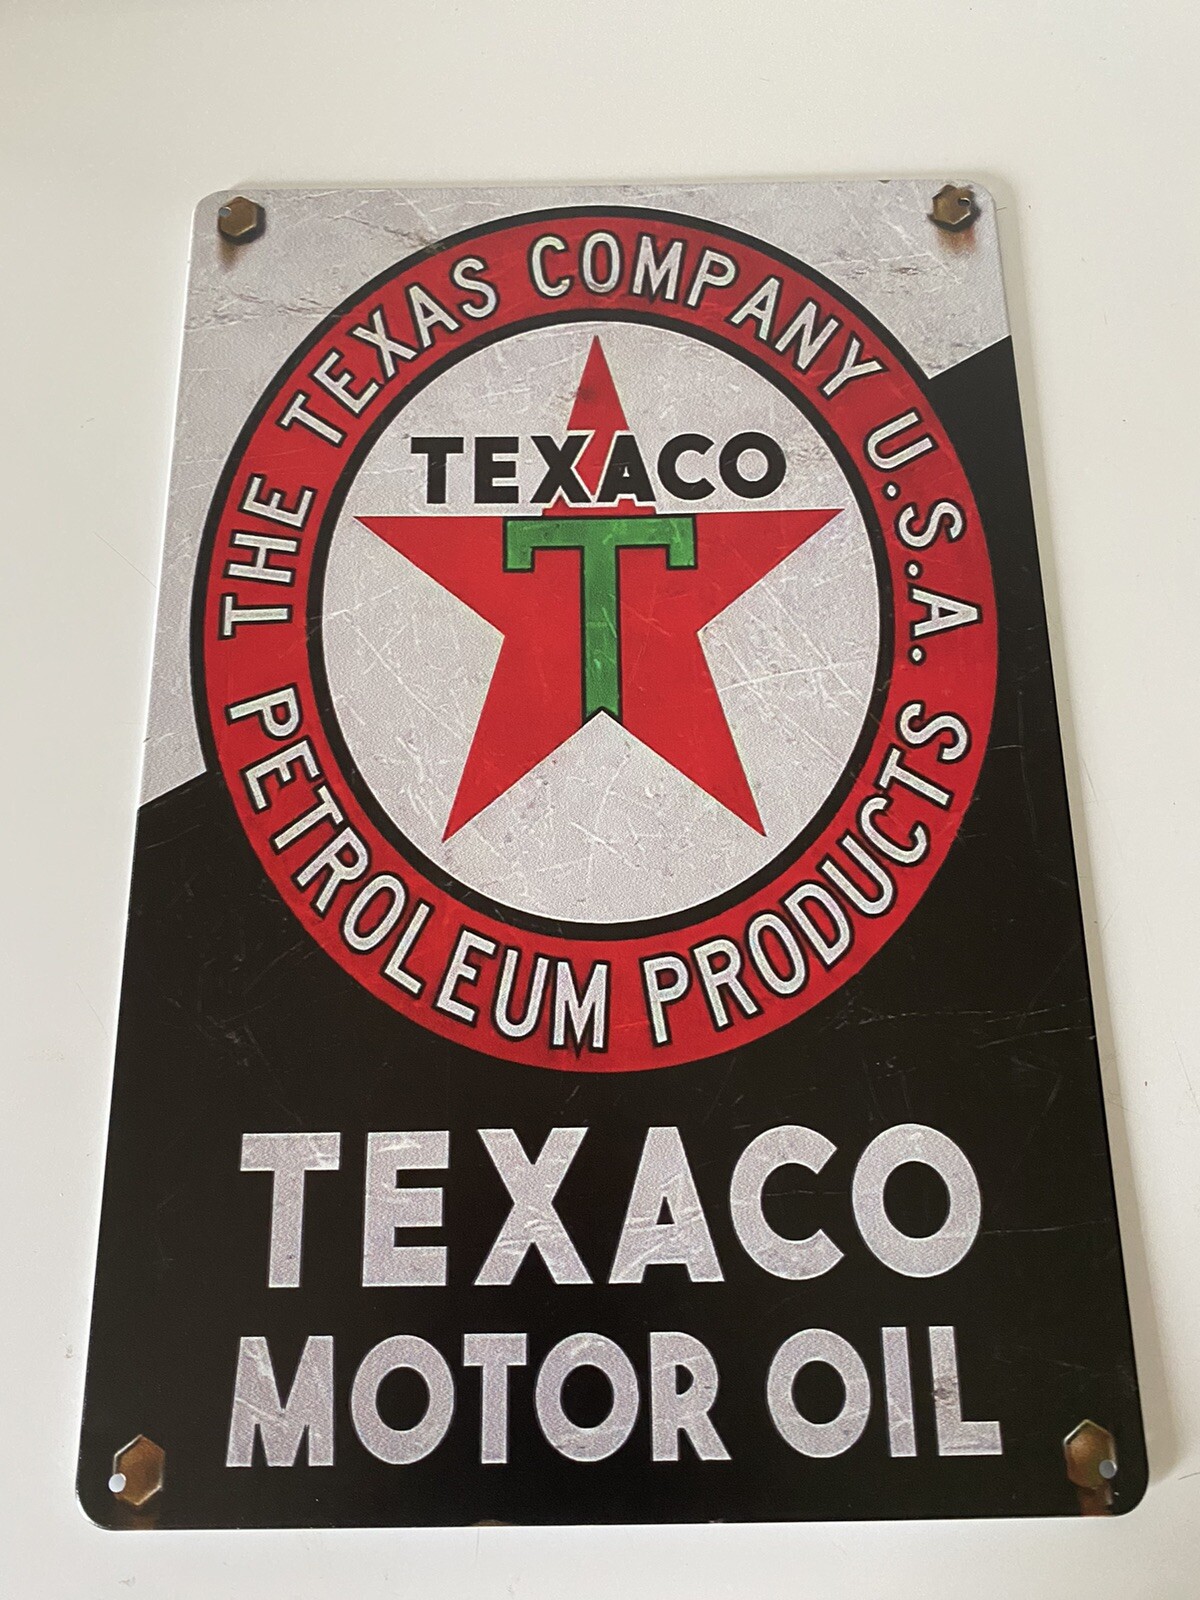 THE TEXAS COMPANY U.S.A.
TEXACO
T
PETROLEUM PRODUCTS
TEXACO
MOTOR OIL